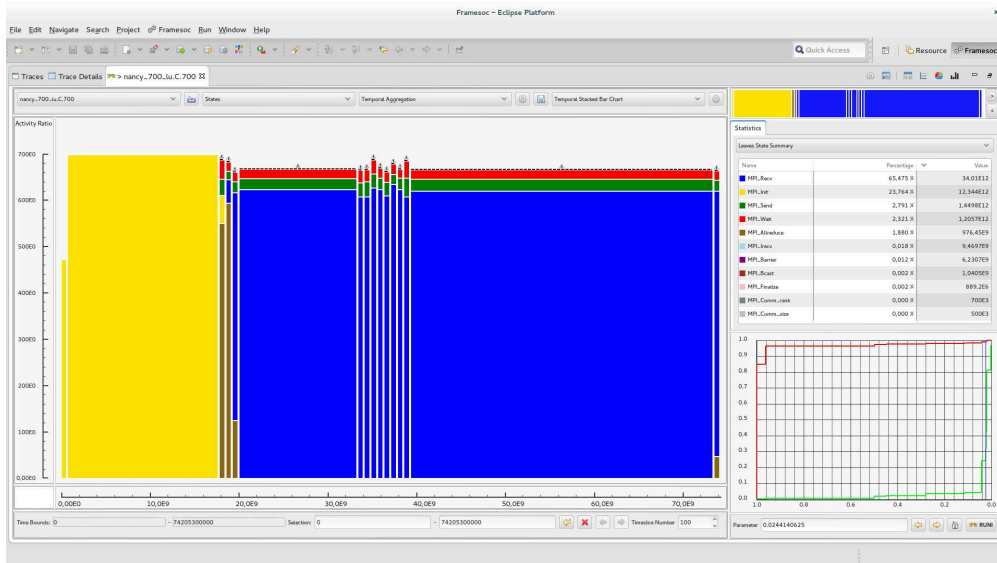 Framesoc – Eclipse Platform
File Edit Navigate Search Project Framesoc Run Window Help
Quick Access Resource Framesoc
Traces Trace Details > nancy_700_lu.C.700
nancy_700_lu.C.700 States Temporal Aggregation Temporal Stacked Bar Chart
Activity Ratio
700E0
600E0
500E0
400E0
300E0
200E0
100E0
0,00E0
0,00E0 10,0E9 20,0E9 30,0E9 40,0E9 50,0E9 60,0E9 70,0E9
Time Bounds: 0 - 74205300000 Selection: 0 - 74205300000 Timeslice Number 100
Statistics
Leaves State Summary
Name Percentage Value
MPI_Recv 65,475 % 34,01E12
MPI_Init 23,764 % 12,344E12
MPI_Send 2,791 % 1,4498E12
MPI_Wait 2,321 % 1,2057E12
MPI_Allreduce 1,880 % 976,45E9
MPI_Irecv 0,018 % 9,4697E9
MPI_Barrier 0,012 % 6,2307E9
MPI_Bcast 0,002 % 1,0405E9
MPI_Finalize 0,002 % 889,2E6
MPI_Comm_rank 0,000 % 700E3
MPI_Comm_size 0,000 % 500E3
1.0
0.9
0.8
0.7
0.6
0.5
0.4
0.3
0.2
0.1
0.0
1.0 0.8 0.6 0.4 0.2 0.0
Parameter 0.0244140625 RUN!